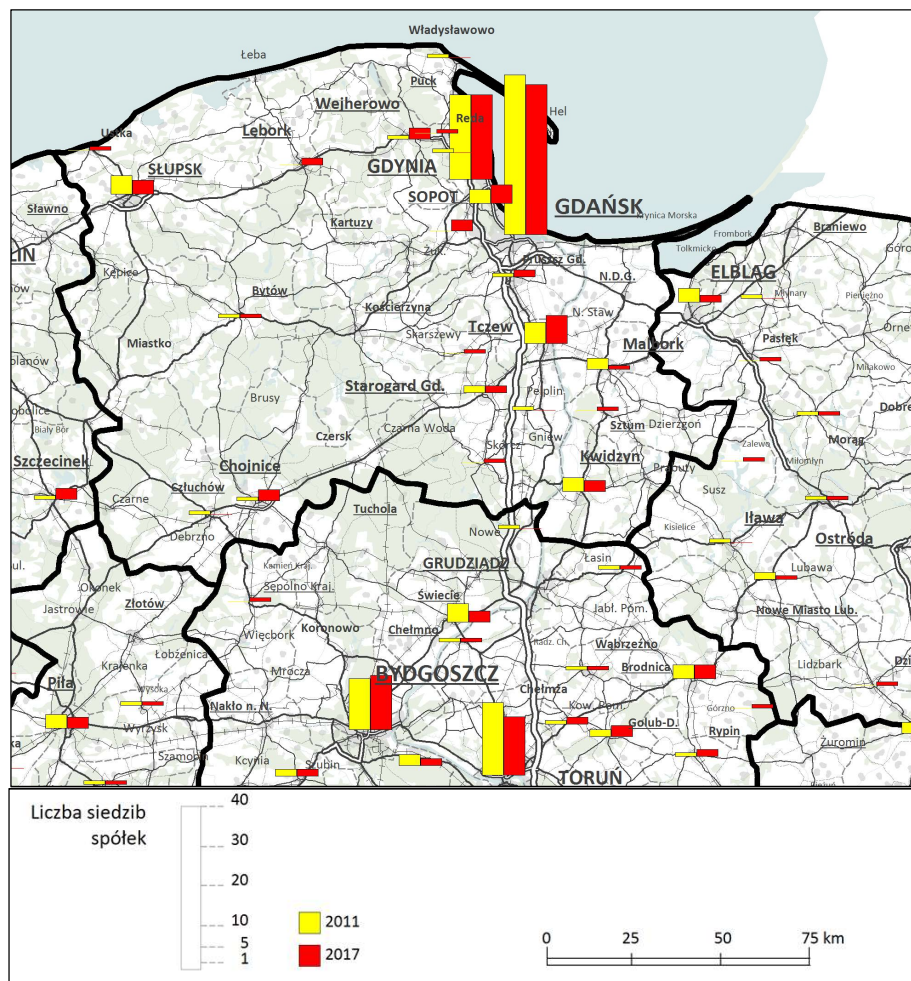 Władysławowo
Łeba
Puck
Wejherowo
Hel
Reda
Ustka
Lębork
SŁUPSK
GDYNIA
SOPOT
GDAŃSK
Sławno
Kartuzy
Krynica Morska
Frombork
Braniewo
LIN
Żuk.
Tolkmicko
Kępice
Pruszcz Gd.
N.D.G.
ELBLĄG
Młynary
Pieniężno
Bytów
Kościerzyna
Skarszewy
Tczew
N. Staw
Miastko
Malbork
Pasłęk
Miłakowo
Starogard Gd.
Pelplin
Brusy
Dobre
Czersk
Czarna Woda
Gniew
Sztum
Dzierzgoń
Biały Bór
Skórcz
Zalewo
Morąg
Szczecinek
Chojnice
Kwidzyn
Prabuty
Miłomłyn
Człuchów
Susz
Czarne
Tuchola
Iława
Debrzno
Nowe
Kisielice
Ostróda
GRUDZIĄDZ
Łasin
ul.
Kamień Kraj.
Lubawa
Okonek
Sępolno Kraj.
Jastrowie
Złotów
Świecie
Jabł. Pom.
Nowe Miasto Lub.
Koronowo
Chełmno
Więcbork
Radz. Ch.
Wąbrzeźno
Łobżenica
Brodnica
Lidzbark
Krajenka
Mrocza
BYDGOSZCZ
Piła
Wysoka
Chełmża
Nakło n. N.
Kow. Pom.
Górzno
Golub-D.
Wyrzysk
Rypin
Żuromin
Szamocin
Kcynia
Szubin
TORUŃ
Liczba siedzib
spółek
40
30
20
10
5
1
2011
2017
0 25 50 75 km